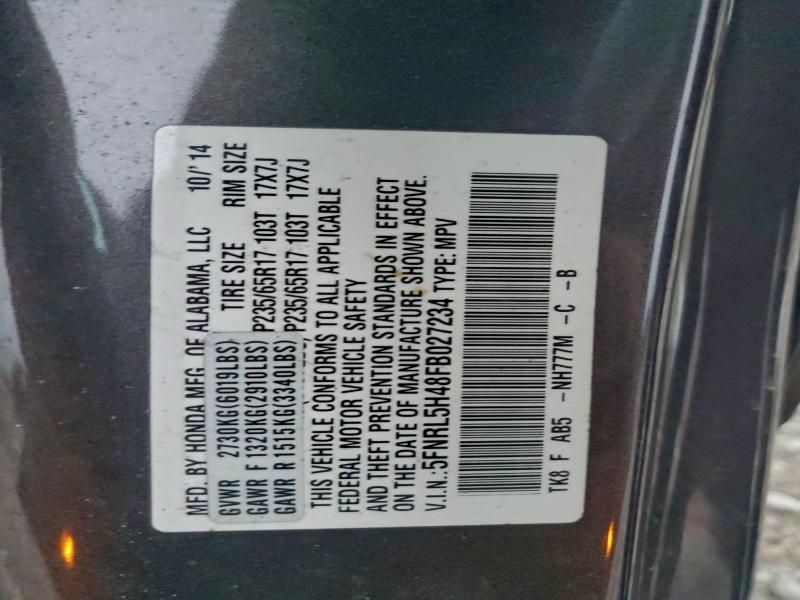 MFD. BY HONDA MFG. OF ALABAMA, LLC 10/'14
GVWR 2730KG(6019LBS) TIRE SIZE RIM SIZE
GAWR F 1320KG(2910LBS) P235/65R17 103T 17X7J
GAWR R 1515KG(3340LBS) P235/65R17 103T 17X7J
THIS VEHICLE CONFORMS TO ALL APPLICABLE
FEDERAL MOTOR VEHICLE SAFETY
AND THEFT PREVENTION STANDARDS IN EFFECT
ON THE DATE OF MANUFACTURE SHOWN ABOVE.
V.I.N.:5FNRL5H48FB027234 TYPE: MPV
TK8 F AB5 -NH777M -C -B